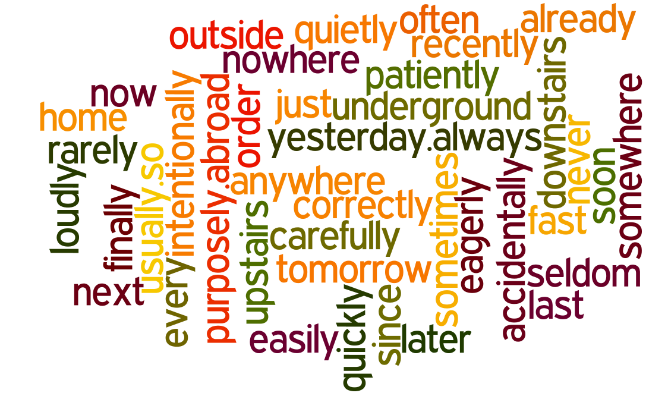 outside
quietly
often
already
recently
nowhere
patiently
now
home
just
underground
downstairs
somewhere
intentionally
purposely.abroad
order
yesterday.always
never
rarely
usually.so
loudly
finally
.anywhere
correctly
sometimes
eagerly
accidentally
fast
soon
upstairs
carefully
tomorrow
seldom
next
every
last
easily.
quickly
since
later